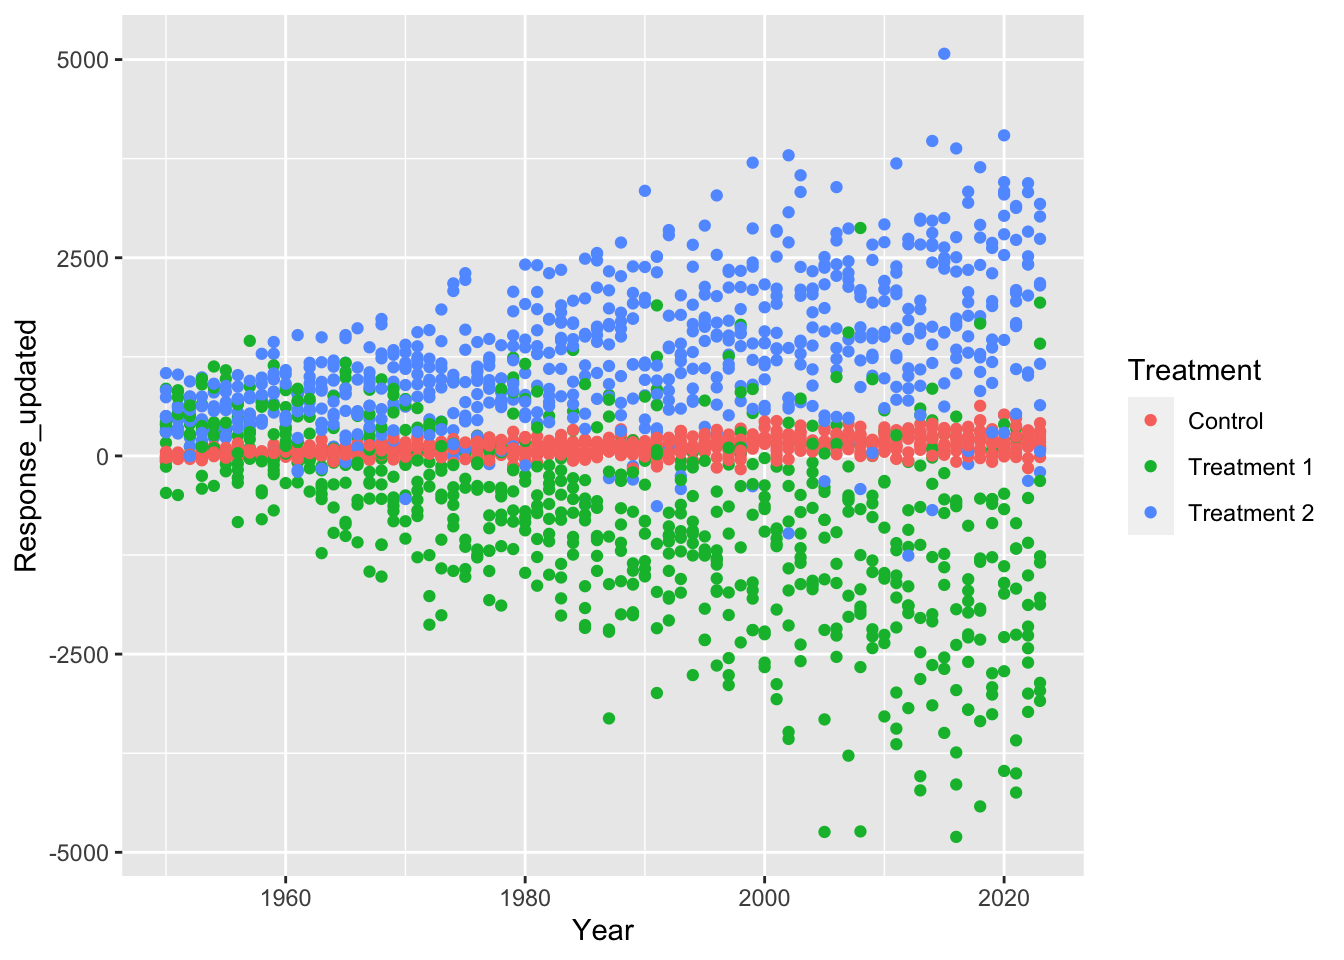 5000
2500
0
-2500
-5000
Response_updated
1960
1980
2000
2020
Year
Treatment
Control
Treatment 1
Treatment 2